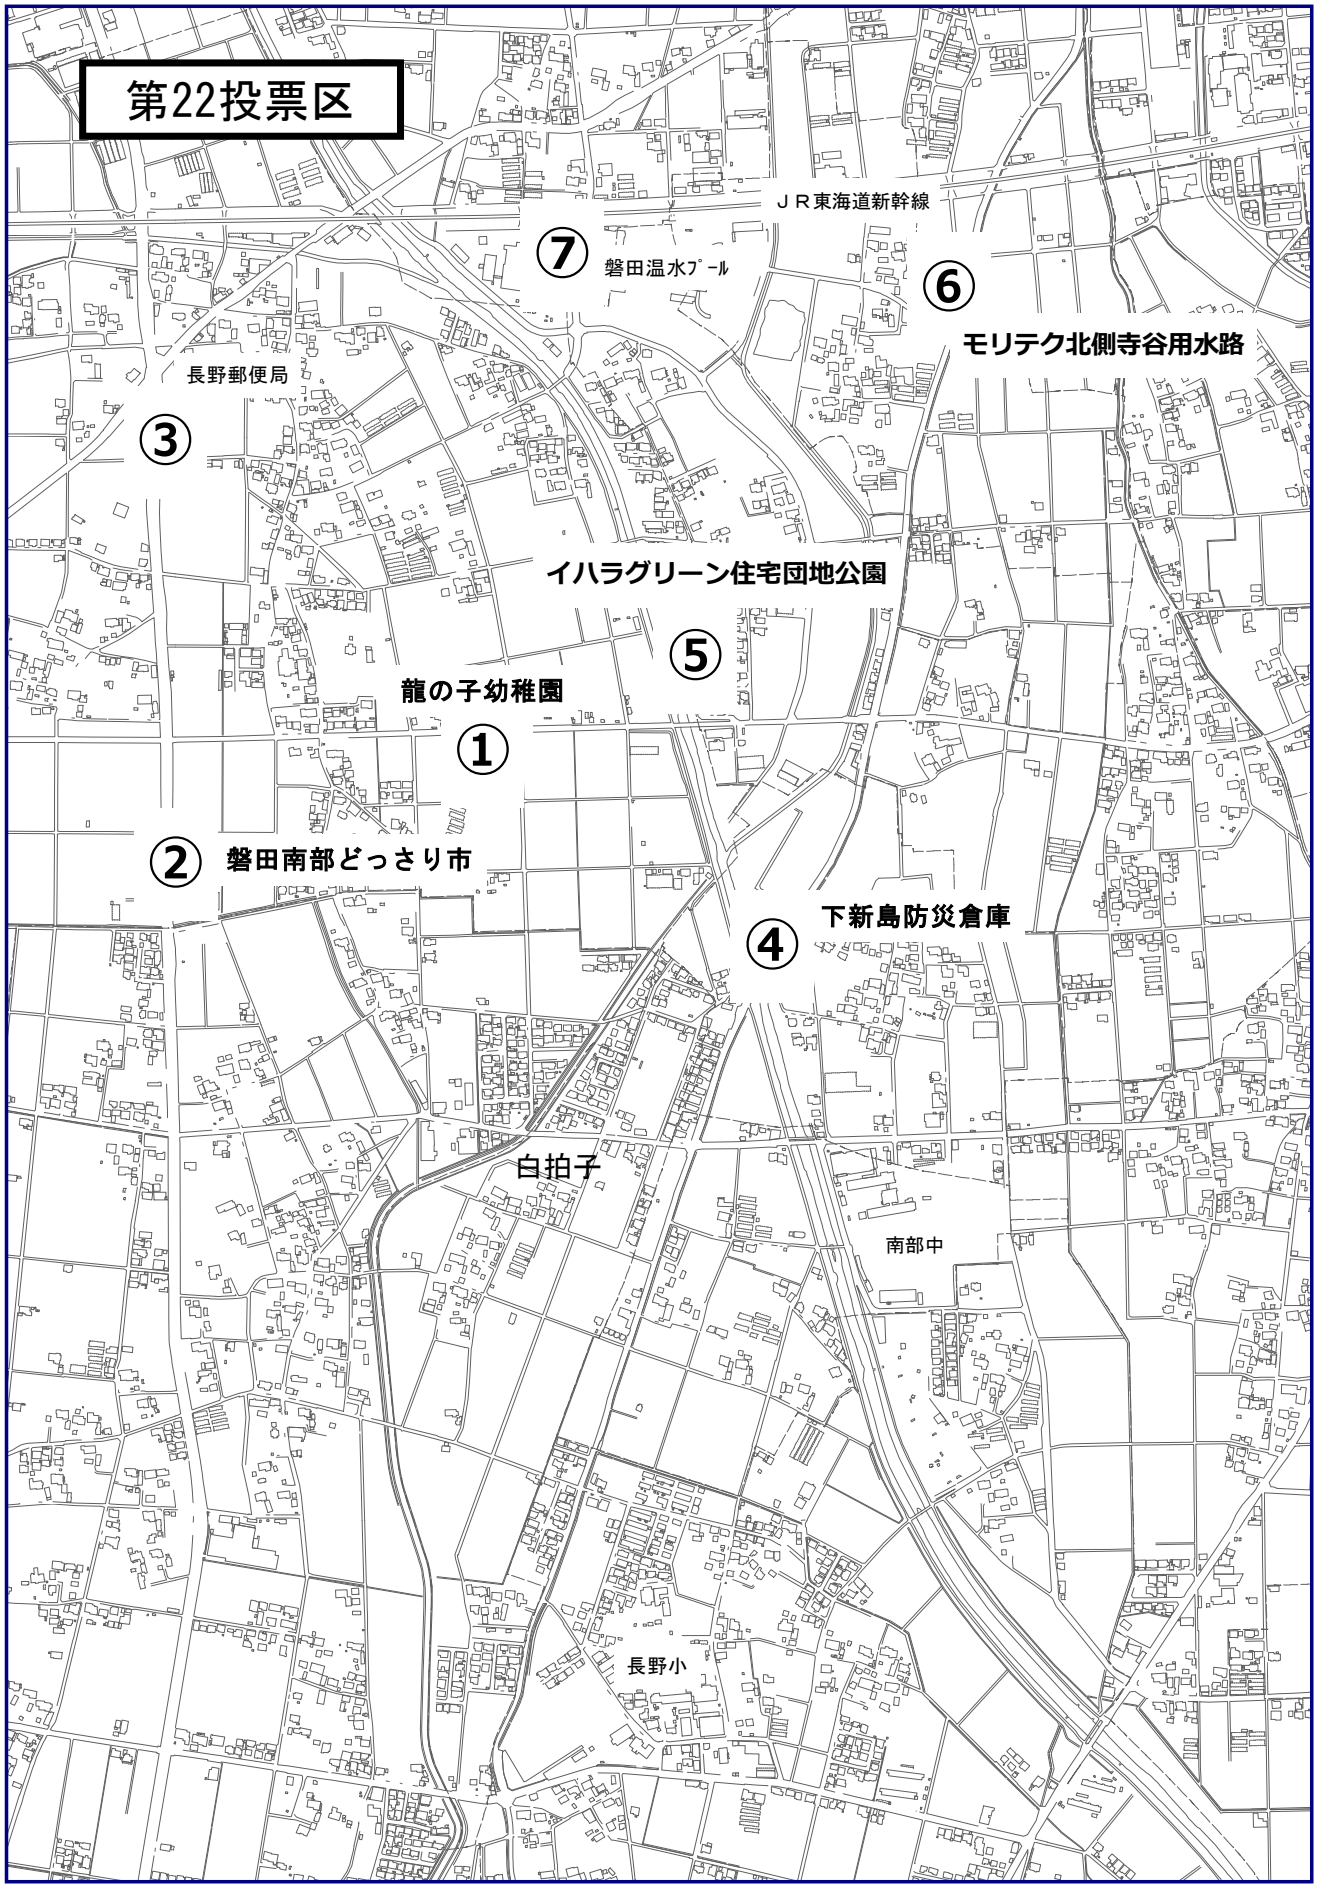 第22投票区
ＪＲ東海道新幹線
⑦
磐田温水ﾌﾟｰﾙ
⑥
モリテク北側寺谷用水路
長野郵便局
③
イハラグリーン住宅団地公園
⑤
龍の子幼稚園
①
② 磐田南部どっさり市
④ 下新島防災倉庫
白拍子
南部中
長野小